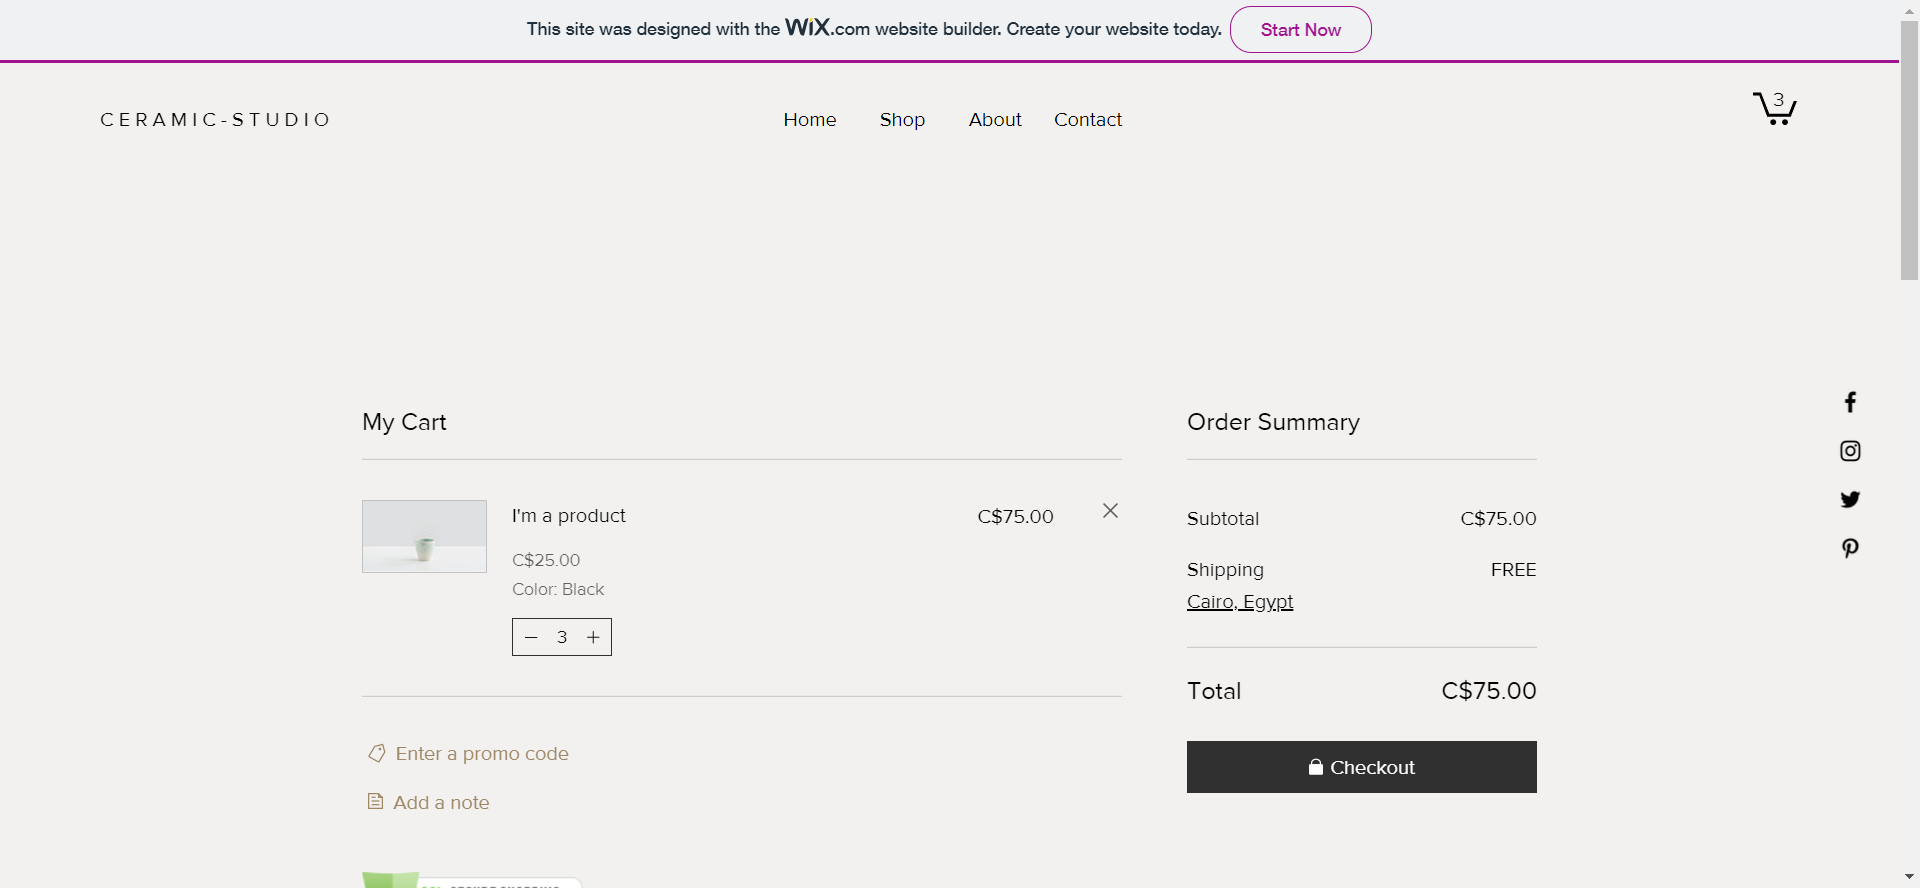 This site was designed with the WiX.com website builder. Create your website today. Start Now
CERAMIC-STUDIO
Home Shop About Contact
3
My Cart
I'm a product C$75.00
C$25.00
Color: Black
3
Enter a promo code
Add a note
Order Summary
Subtotal C$75.00
Shipping FREE
Cairo, Egypt
Total C$75.00
Checkout